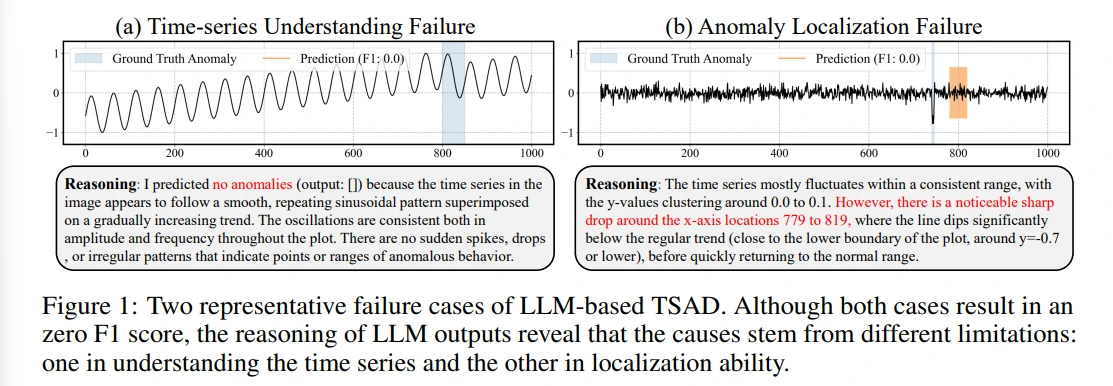 (a) Time-series Understanding Failure
Ground Truth Anomaly
Prediction (F1: 0.0)
1
0
−1
0 200 400 600 800 1000
Reasoning: I predicted no anomalies (output: []) because the time series in the
image appears to follow a smooth, repeating sinusoidal pattern superimposed
on a gradually increasing trend. The oscillations are consistent both in
amplitude and frequency throughout the plot. There are no sudden spikes, drops
, or irregular patterns that indicate points or ranges of anomalous behavior.
(b) Anomaly Localization Failure
Ground Truth Anomaly
Prediction (F1: 0.0)
1
0
−1
0 200 400 600 800 1000
Reasoning: The time series mostly fluctuates within a consistent range, with
the y-values clustering around 0.0 to 0.1. However, there is a noticeable sharp
drop around the x-axis locations 779 to 819, where the line dips significantly
below the regular trend (close to the lower boundary of the plot, around y=-0.7
or lower), before quickly returning to the normal range.
Figure 1: Two representative failure cases of LLM-based TSAD. Although both cases result in an
zero F1 score, the reasoning of LLM outputs reveal that the causes stem from different limitations:
one in understanding the time series and the other in localization ability.